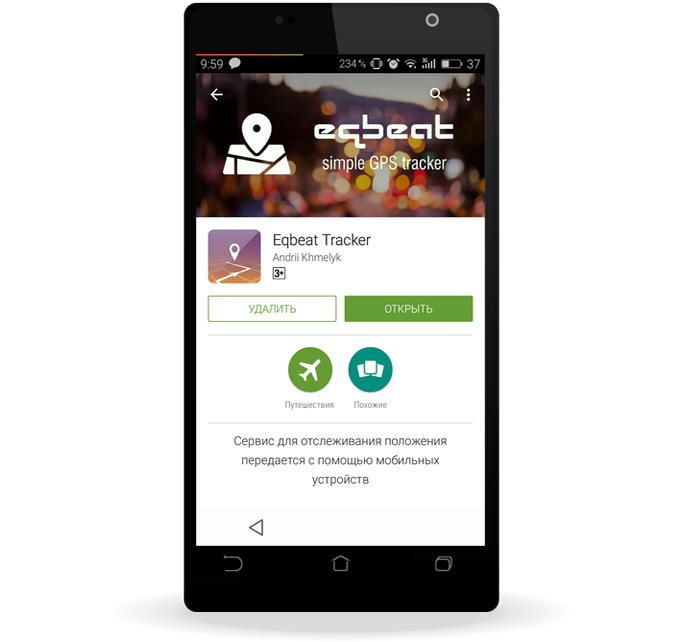 9:59 234 K/s 3G 37
eqbeat
simple GPS tracker
Eqbeat Tracker
Andrii Khmelyk
3+
УДАЛИТЬ ОТКРЫТЬ
Путешествия Похожие
Сервис для отслеживания положения
передается с помощью мобильных
устройств